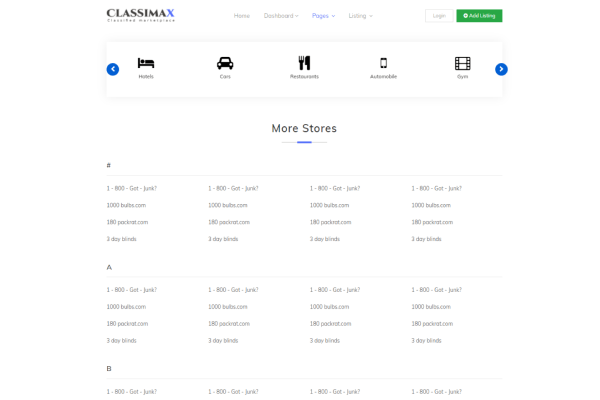 CLASSIMAX
Classified Marketplace
Home Dashboard Pages Listing Login Add Listing
Hotels Cars Restaurants Automobile Gym
More Stores
#
1 - 800 - Got - Junk? 1 - 800 - Got - Junk? 1 - 800 - Got - Junk? 1 - 800 - Got - Junk?
1000 bulbs.com 1000 bulbs.com 1000 bulbs.com 1000 bulbs.com
180 packrat.com 180 packrat.com 180 packrat.com 180 packrat.com
3 day blinds 3 day blinds 3 day blinds 3 day blinds
A
1 - 800 - Got - Junk? 1 - 800 - Got - Junk? 1 - 800 - Got - Junk? 1 - 800 - Got - Junk?
1000 bulbs.com 1000 bulbs.com 1000 bulbs.com 1000 bulbs.com
180 packrat.com 180 packrat.com 180 packrat.com 180 packrat.com
3 day blinds 3 day blinds 3 day blinds 3 day blinds
B
1 - 800 - Got - Junk? 1 - 800 - Got - Junk? 1 - 800 - Got - Junk? 1 - 800 - Got - Junk?